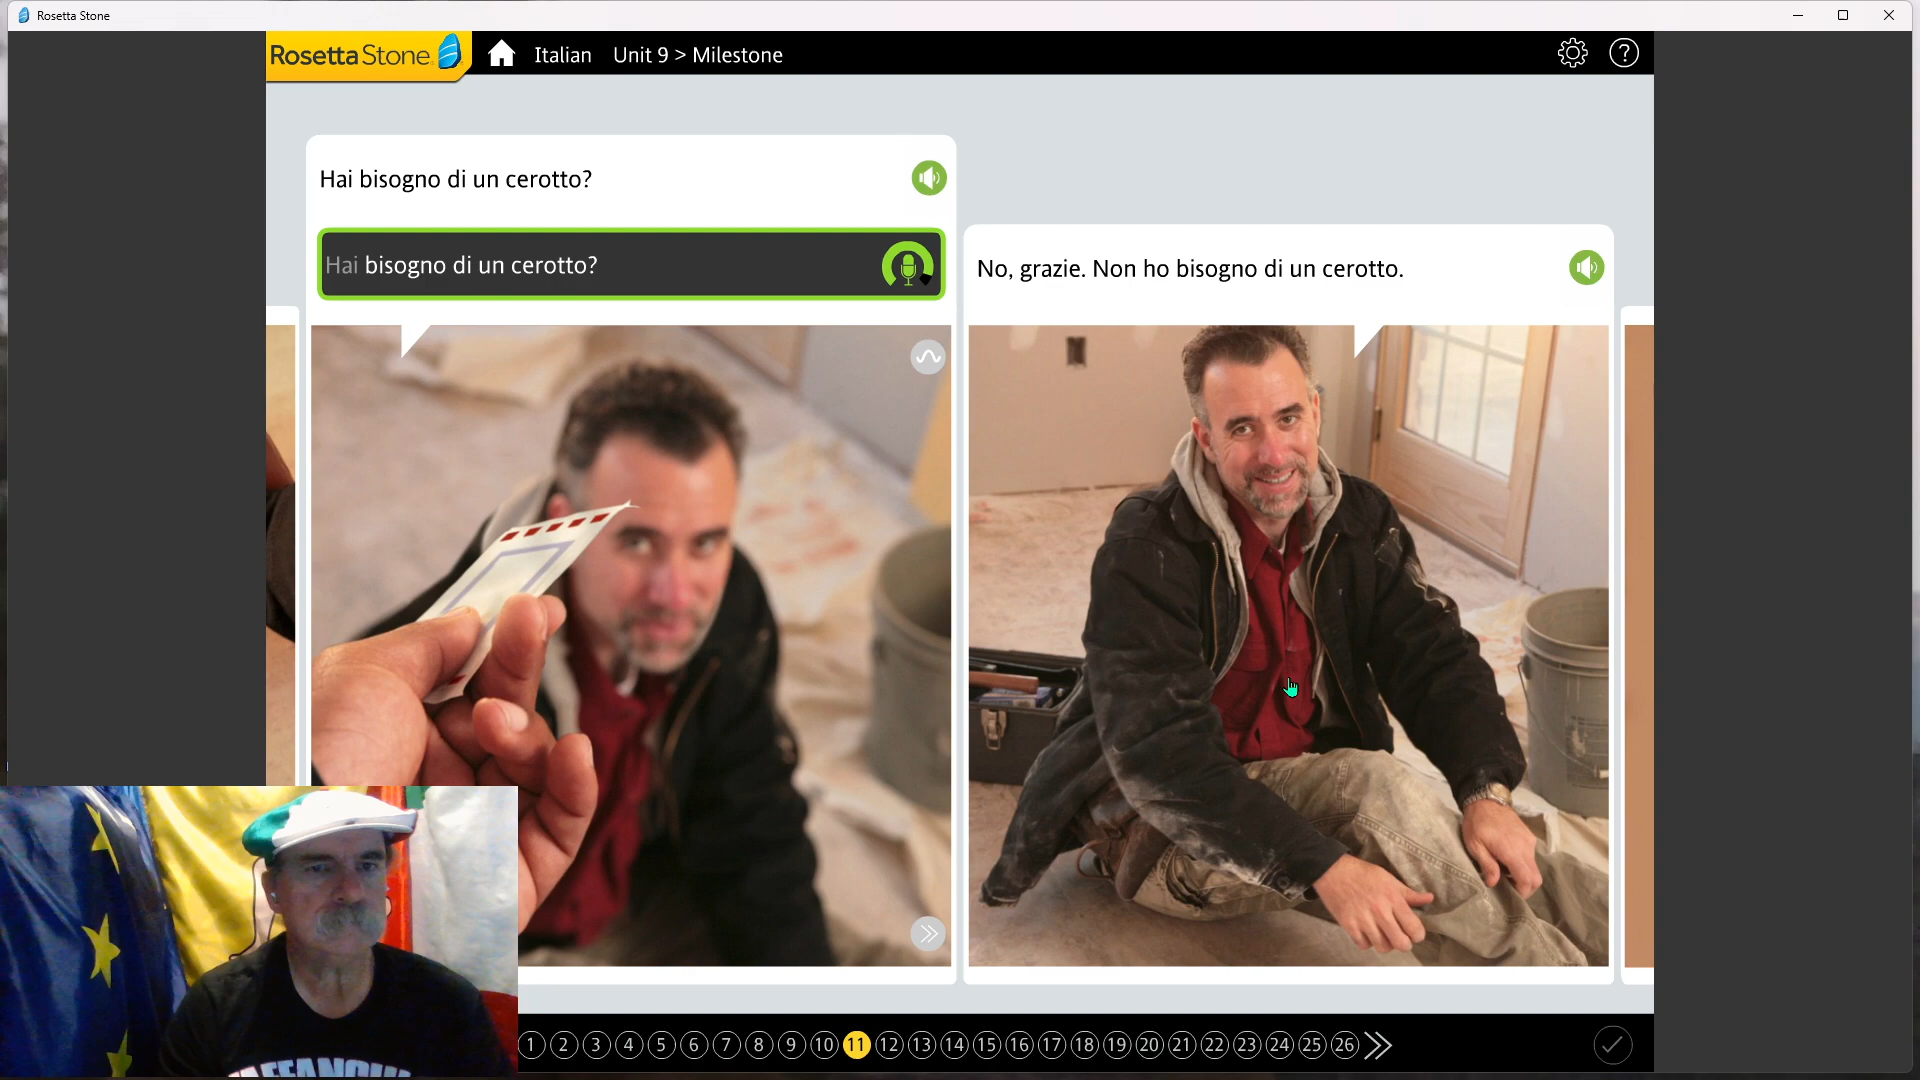 Rosetta Stone
RosettaStone
Italian Unit 9 > Milestone
Hai bisogno di un cerotto?
Hai bisogno di un cerotto?
No, grazie. Non ho bisogno di un cerotto.
1 2 3 4 5 6 7 8 9 10 11 12 13 14 15 16 17 18 19 20 21 22 23 24 25 26